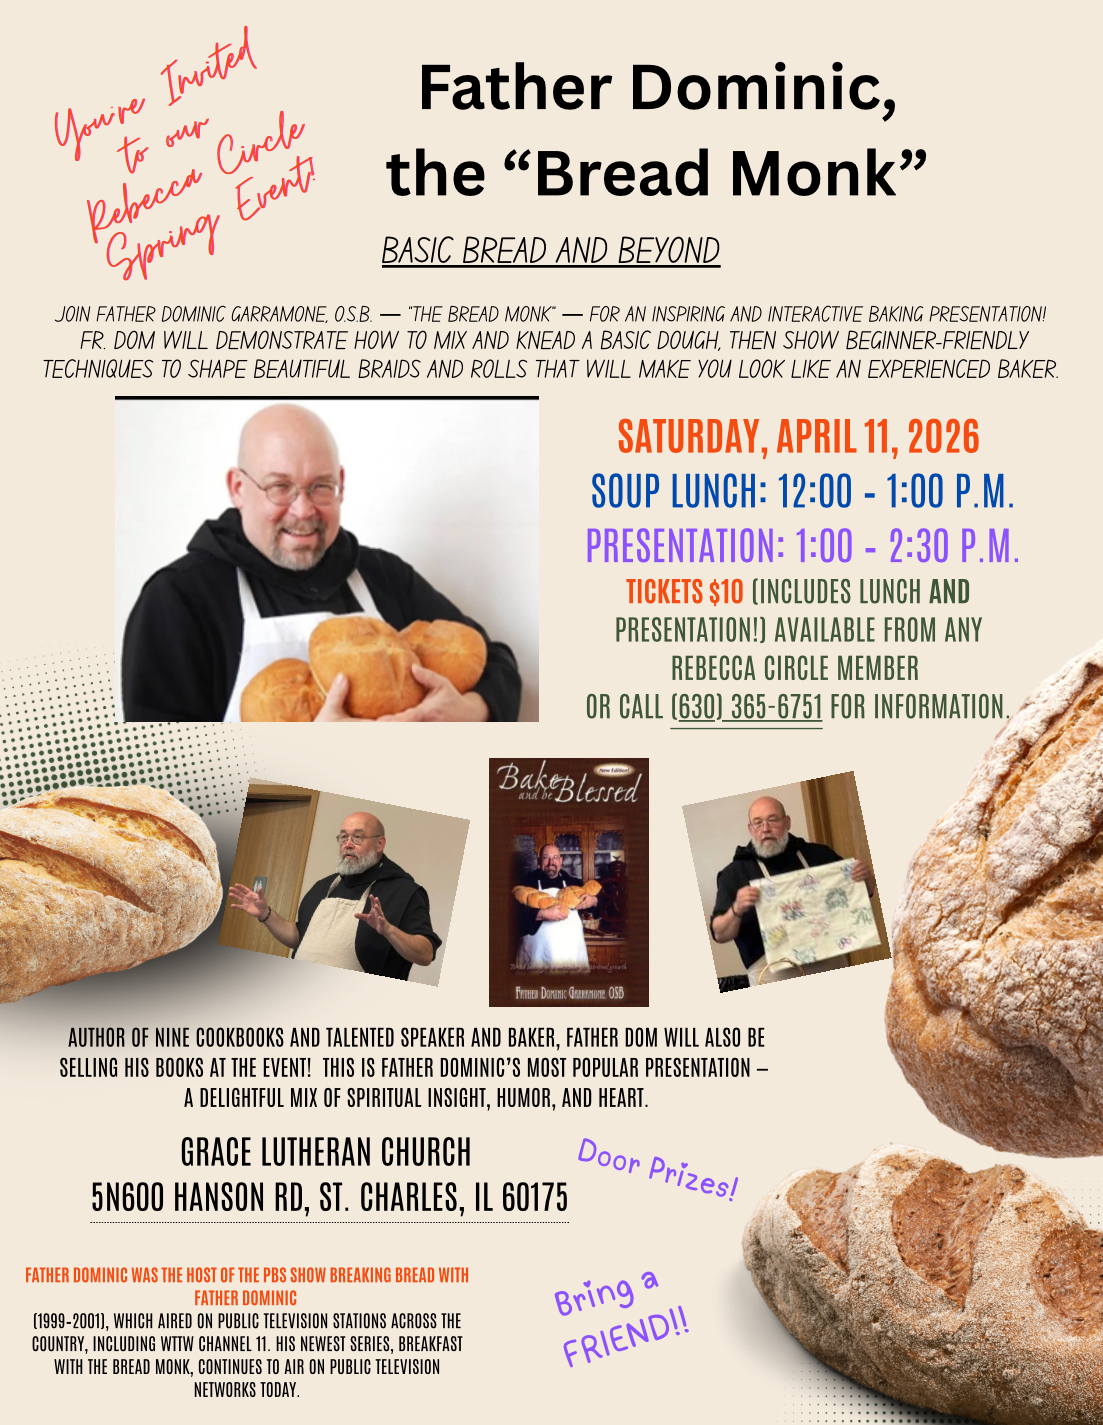 You're Invited
to our
Rebecca Circle
Spring Event!
Father Dominic,
the “Bread Monk”
BASIC BREAD AND BEYOND
JOIN FATHER DOMINIC GARRAMONE, O.S.B. — "THE BREAD MONK" — FOR AN INSPIRING AND INTERACTIVE BAKING PRESENTATION!
FR. DOM WILL DEMONSTRATE HOW TO MIX AND KNEAD A BASIC DOUGH, THEN SHOW BEGINNER-FRIENDLY
TECHNIQUES TO SHAPE BEAUTIFUL BRAIDS AND ROLLS THAT WILL MAKE YOU LOOK LIKE AN EXPERIENCED BAKER.
SATURDAY, APRIL 11, 2026
SOUP LUNCH: 12:00 – 1:00 P.M.
PRESENTATION: 1:00 – 2:30 P.M.
TICKETS $10 (INCLUDES LUNCH AND
PRESENTATION!) AVAILABLE FROM ANY
REBECCA CIRCLE MEMBER
OR CALL (630) 365-6751 FOR INFORMATION.
New Edition!
Bake
and be Blessed
FATHER DOMINIC GARRAMONE, OSB
AUTHOR OF NINE COOKBOOKS AND TALENTED SPEAKER AND BAKER, FATHER DOM WILL ALSO BE
SELLING HIS BOOKS AT THE EVENT! THIS IS FATHER DOMINIC’S MOST POPULAR PRESENTATION —
A DELIGHTFUL MIX OF SPIRITUAL INSIGHT, HUMOR, AND HEART.
GRACE LUTHERAN CHURCH
5N600 HANSON RD, ST. CHARLES, IL 60175
Door Prizes!
FATHER DOMINIC WAS THE HOST OF THE PBS SHOW BREAKING BREAD WITH
FATHER DOMINIC
(1999–2001), WHICH AIRED ON PUBLIC TELEVISION STATIONS ACROSS THE
COUNTRY, INCLUDING WTTW CHANNEL 11. HIS NEWEST SERIES, BREAKFAST
WITH THE BREAD MONK, CONTINUES TO AIR ON PUBLIC TELEVISION
NETWORKS TODAY.
Bring a
FRIEND!!